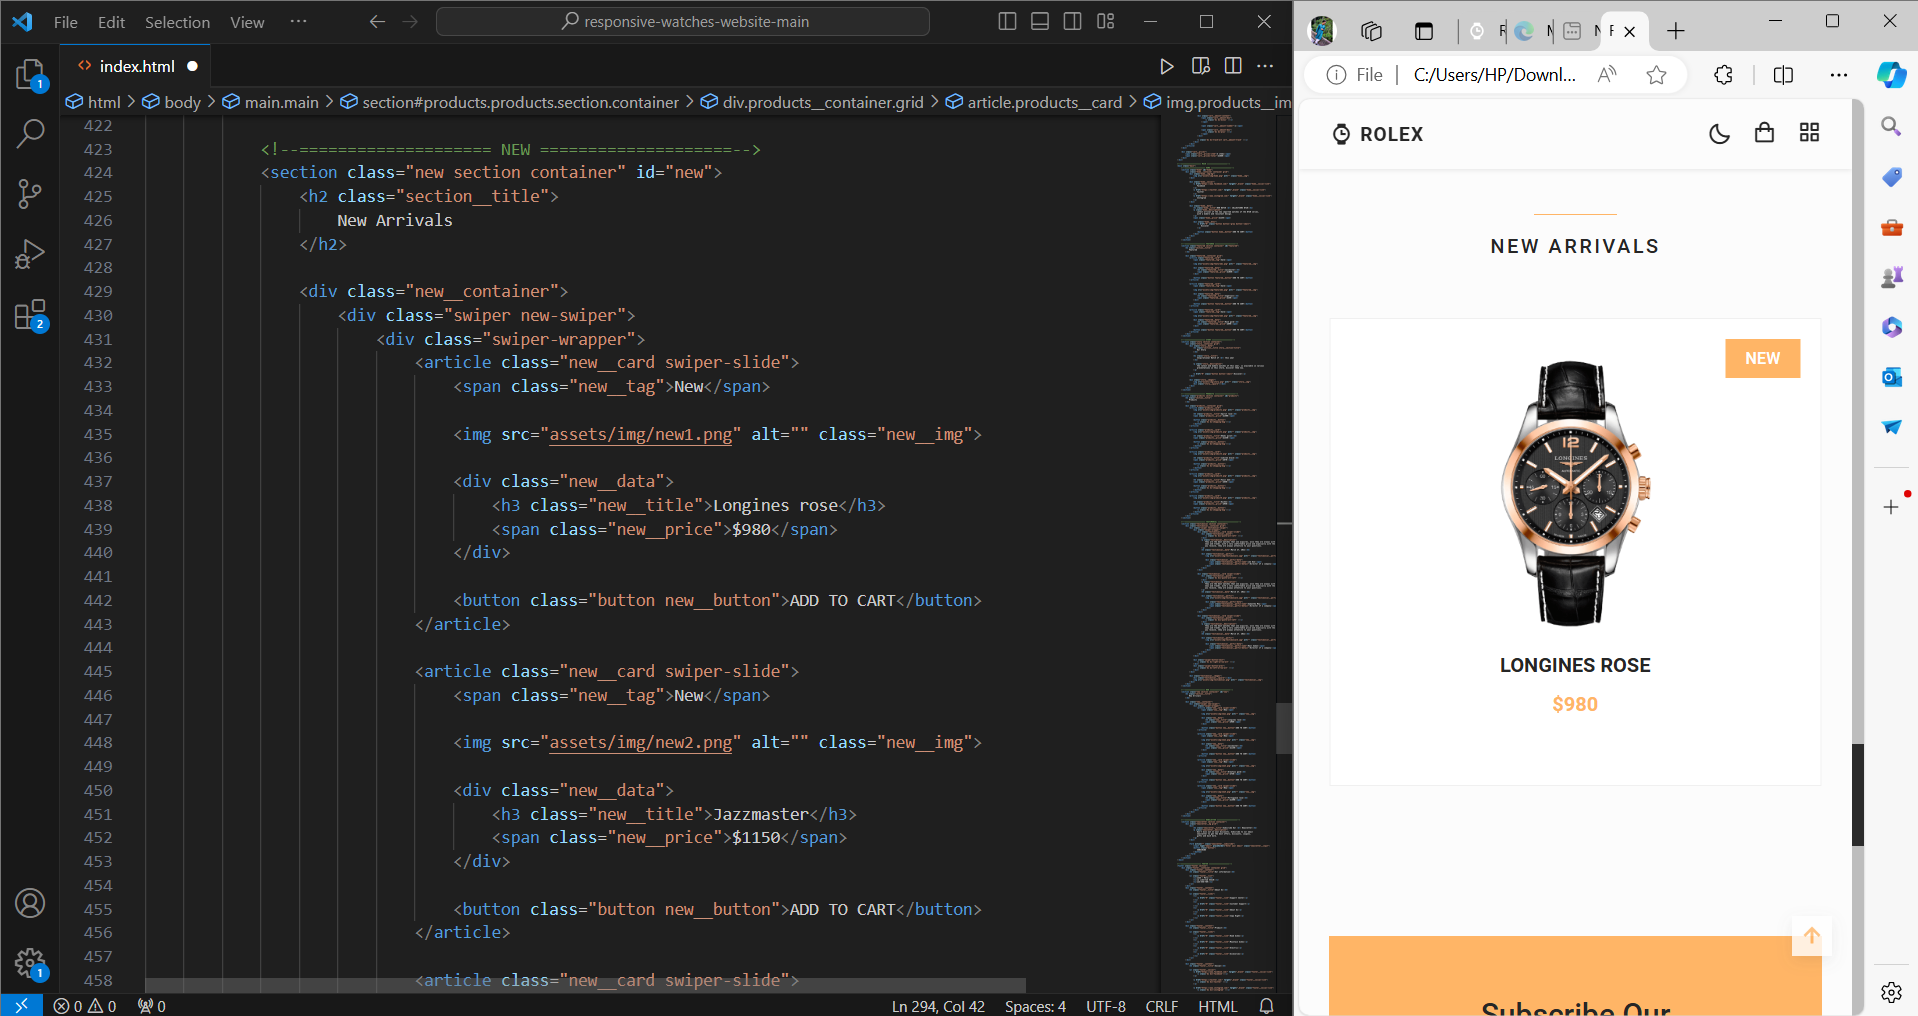 File Edit Selection View ··· responsive-watches-website-main
index.html
html > body > main.main > section#products.products.section.container > div.products__container.grid > article.products__card > img.products__im
422
423 <!--==================== NEW ====================-->
424 <section class="new section container" id="new">
425 <h2 class="section__title">
426 New Arrivals
427 </h2>
428
429 <div class="new__container">
430 <div class="swiper new-swiper">
431 <div class="swiper-wrapper">
432 <article class="new__card swiper-slide">
433 <span class="new__tag">New</span>
434
435 <img src="assets/img/new1.png" alt="" class="new__img">
436
437 <div class="new__data">
438 <h3 class="new__title">Longines rose</h3>
439 <span class="new__price">$980</span>
440 </div>
441
442 <button class="button new__button">ADD TO CART</button>
443 </article>
444
445 <article class="new__card swiper-slide">
446 <span class="new__tag">New</span>
447
448 <img src="assets/img/new2.png" alt="" class="new__img">
449
450 <div class="new__data">
451 <h3 class="new__title">Jazzmaster</h3>
452 <span class="new__price">$1150</span>
453 </div>
454
455 <button class="button new__button">ADD TO CART</button>
456 </article>
457
458 <article class="new__card swiper-slide">
1
2
1
0 0 0 Ln 294, Col 42 Spaces: 4 UTF-8 CRLF HTML
File | C:/Users/HP/Downl...
ROLEX
NEW ARRIVALS
NEW
12
LONGINES
LONGINES ROSE
$980
Subscribe Our